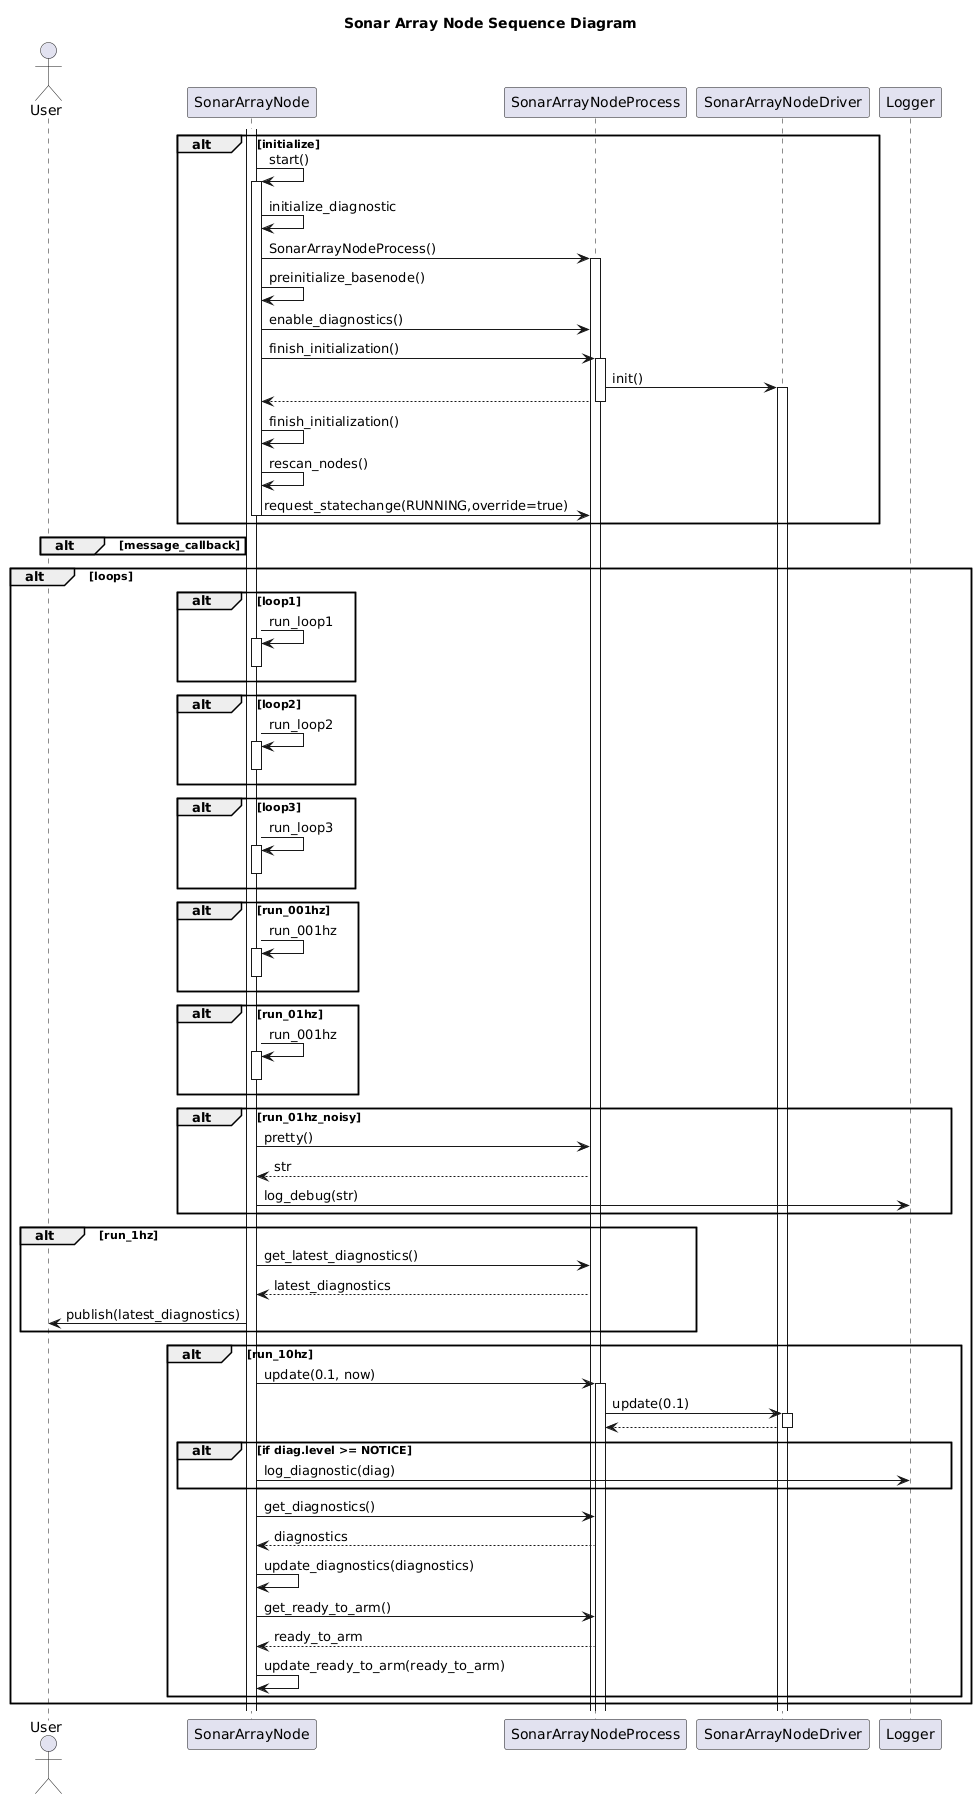 Sonar Array Node Sequence Diagram
User
SonarArrayNode
SonarArrayNodeProcess
SonarArrayNodeDriver
Logger
alt
[initialize]
start()
initialize_diagnostic
SonarArrayNodeProcess()
preinitialize_basenode()
enable_diagnostics()
finish_initialization()
init()
finish_initialization()
rescan_nodes()
request_statechange(RUNNING,override=true)
alt
[message_callback]
alt
[loops]
alt
[loop1]
run_loop1
alt
[loop2]
run_loop2
alt
[loop3]
run_loop3
alt
[run_001hz]
run_001hz
alt
[run_01hz]
run_001hz
alt
[run_01hz_noisy]
pretty()
str
log_debug(str)
alt
[run_1hz]
get_latest_diagnostics()
latest_diagnostics
publish(latest_diagnostics)
alt
[run_10hz]
update(0.1, now)
update(0.1)
alt
[if diag.level >= NOTICE]
log_diagnostic(diag)
get_diagnostics()
diagnostics
update_diagnostics(diagnostics)
get_ready_to_arm()
ready_to_arm
update_ready_to_arm(ready_to_arm)
User
SonarArrayNode
SonarArrayNodeProcess
SonarArrayNodeDriver
Logger